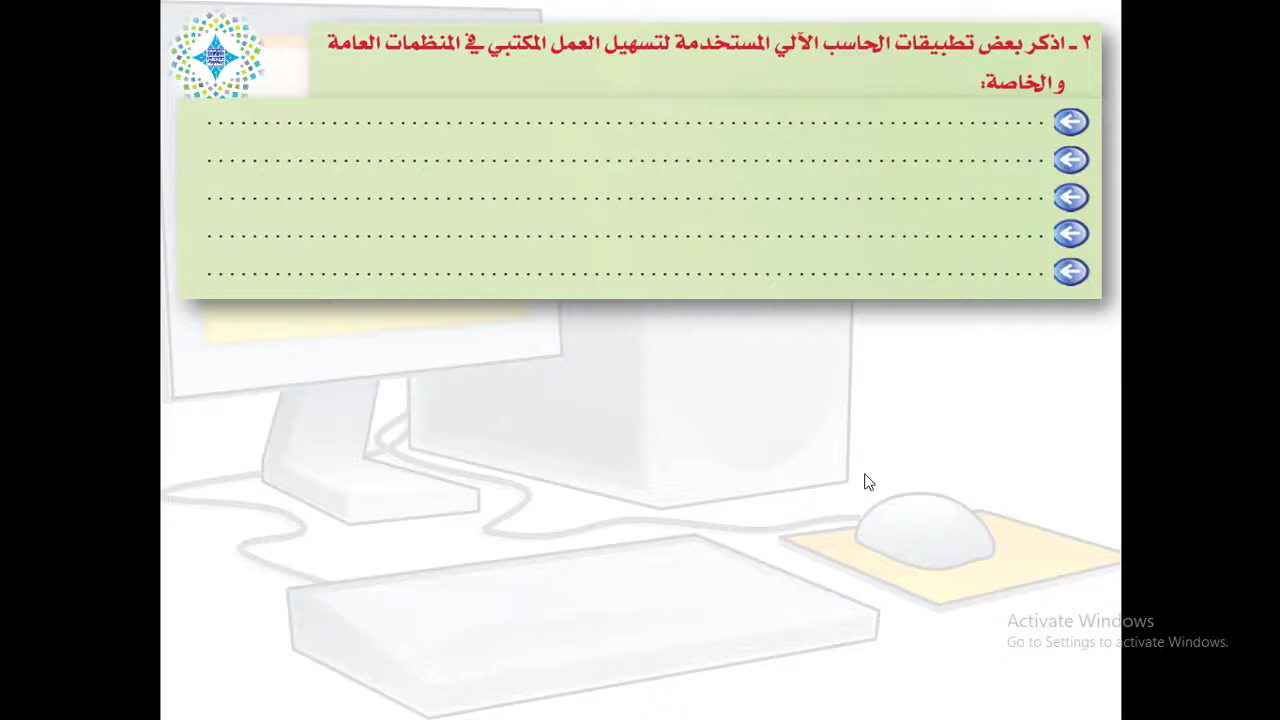 ٢ ـ اذكر بعض تطبيقات الحاسب الآلي المستخدمة لتسهيل العمل المكتبي في المنظمات العامة
و الخاصة:
Activate Windows
Go to Settings to activate Windows.